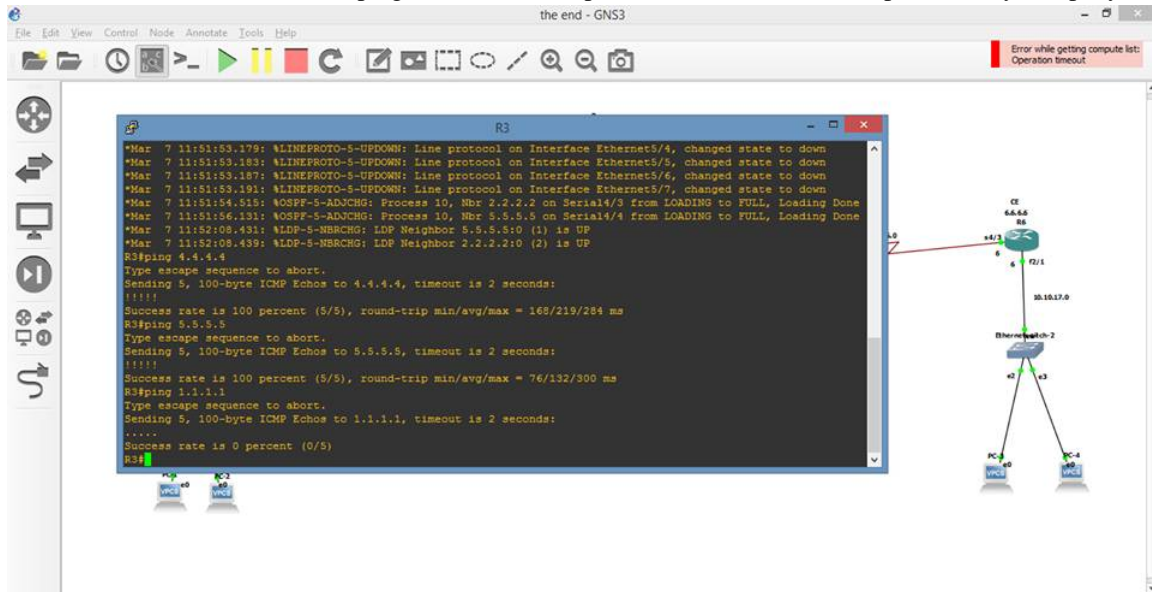 the end - GNS3
File Edit View Control Node Annotate Tools Help
Error while getting compute list:
Operation timeout
R3
*Mar  7 11:51:53.179: %LINEPROTO-5-UPDOWN: Line protocol on Interface Ethernet5/4, changed state to down
*Mar  7 11:51:53.183: %LINEPROTO-5-UPDOWN: Line protocol on Interface Ethernet5/5, changed state to down
*Mar  7 11:51:53.187: %LINEPROTO-5-UPDOWN: Line protocol on Interface Ethernet5/6, changed state to down
*Mar  7 11:51:53.191: %LINEPROTO-5-UPDOWN: Line protocol on Interface Ethernet5/7, changed state to down
*Mar  7 11:51:54.515: %OSPF-5-ADJCHG: Process 10, Nbr 2.2.2.2 on Serial4/3 from LOADING to FULL, Loading Done
*Mar  7 11:51:56.131: %OSPF-5-ADJCHG: Process 10, Nbr 5.5.5.5 on Serial4/4 from LOADING to FULL, Loading Done
*Mar  7 11:52:08.431: %LDP-5-NBRCHG: LDP Neighbor 5.5.5.5:0 (1) is UP
*Mar  7 11:52:08.439: %LDP-5-NBRCHG: LDP Neighbor 2.2.2.2:0 (2) is UP
R3#ping 4.4.4.4
Type escape sequence to abort.
Sending 5, 100-byte ICMP Echos to 4.4.4.4, timeout is 2 seconds:
!!!!!
Success rate is 100 percent (5/5), round-trip min/avg/max = 168/219/284 ms
R3#ping 5.5.5.5
Type escape sequence to abort.
Sending 5, 100-byte ICMP Echos to 5.5.5.5, timeout is 2 seconds:
!!!!!
Success rate is 100 percent (5/5), round-trip min/avg/max = 76/132/300 ms
R3#ping 1.1.1.1
Type escape sequence to abort.
Sending 5, 100-byte ICMP Echos to 1.1.1.1, timeout is 2 seconds:
.....
Success rate is 0 percent (0/5)
R3#
CE
6.6.6.6
R6
s4/3
6
6
f2/1
10.10.17.0
e2
e3
PC-4
e0
e0
VPCS
VPCS
PC-2
e0
e0
VPCS
VPCS